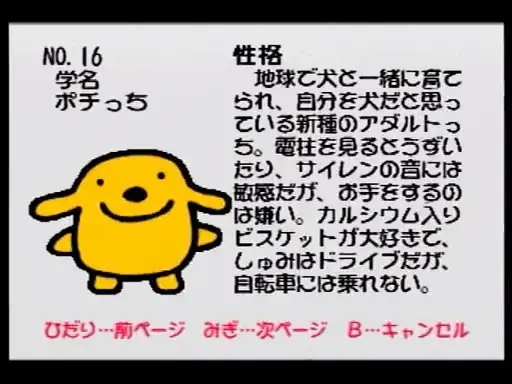 NO.16
学名
ポチっち
性格
地球で犬と一緒に育て
られ、自分を犬だと思っ
ている新種のアダルトっ
ち。電柱を見るとうずい
たり、サイレンの音には
敏感だが、お手をするの
は嫌い。カルシウム入り
ビスケットが大好きで、
しゅみはドライブだが、
自転車には乗れない。
ひだり…前ページ みぎ…次ページ B…キャンセル